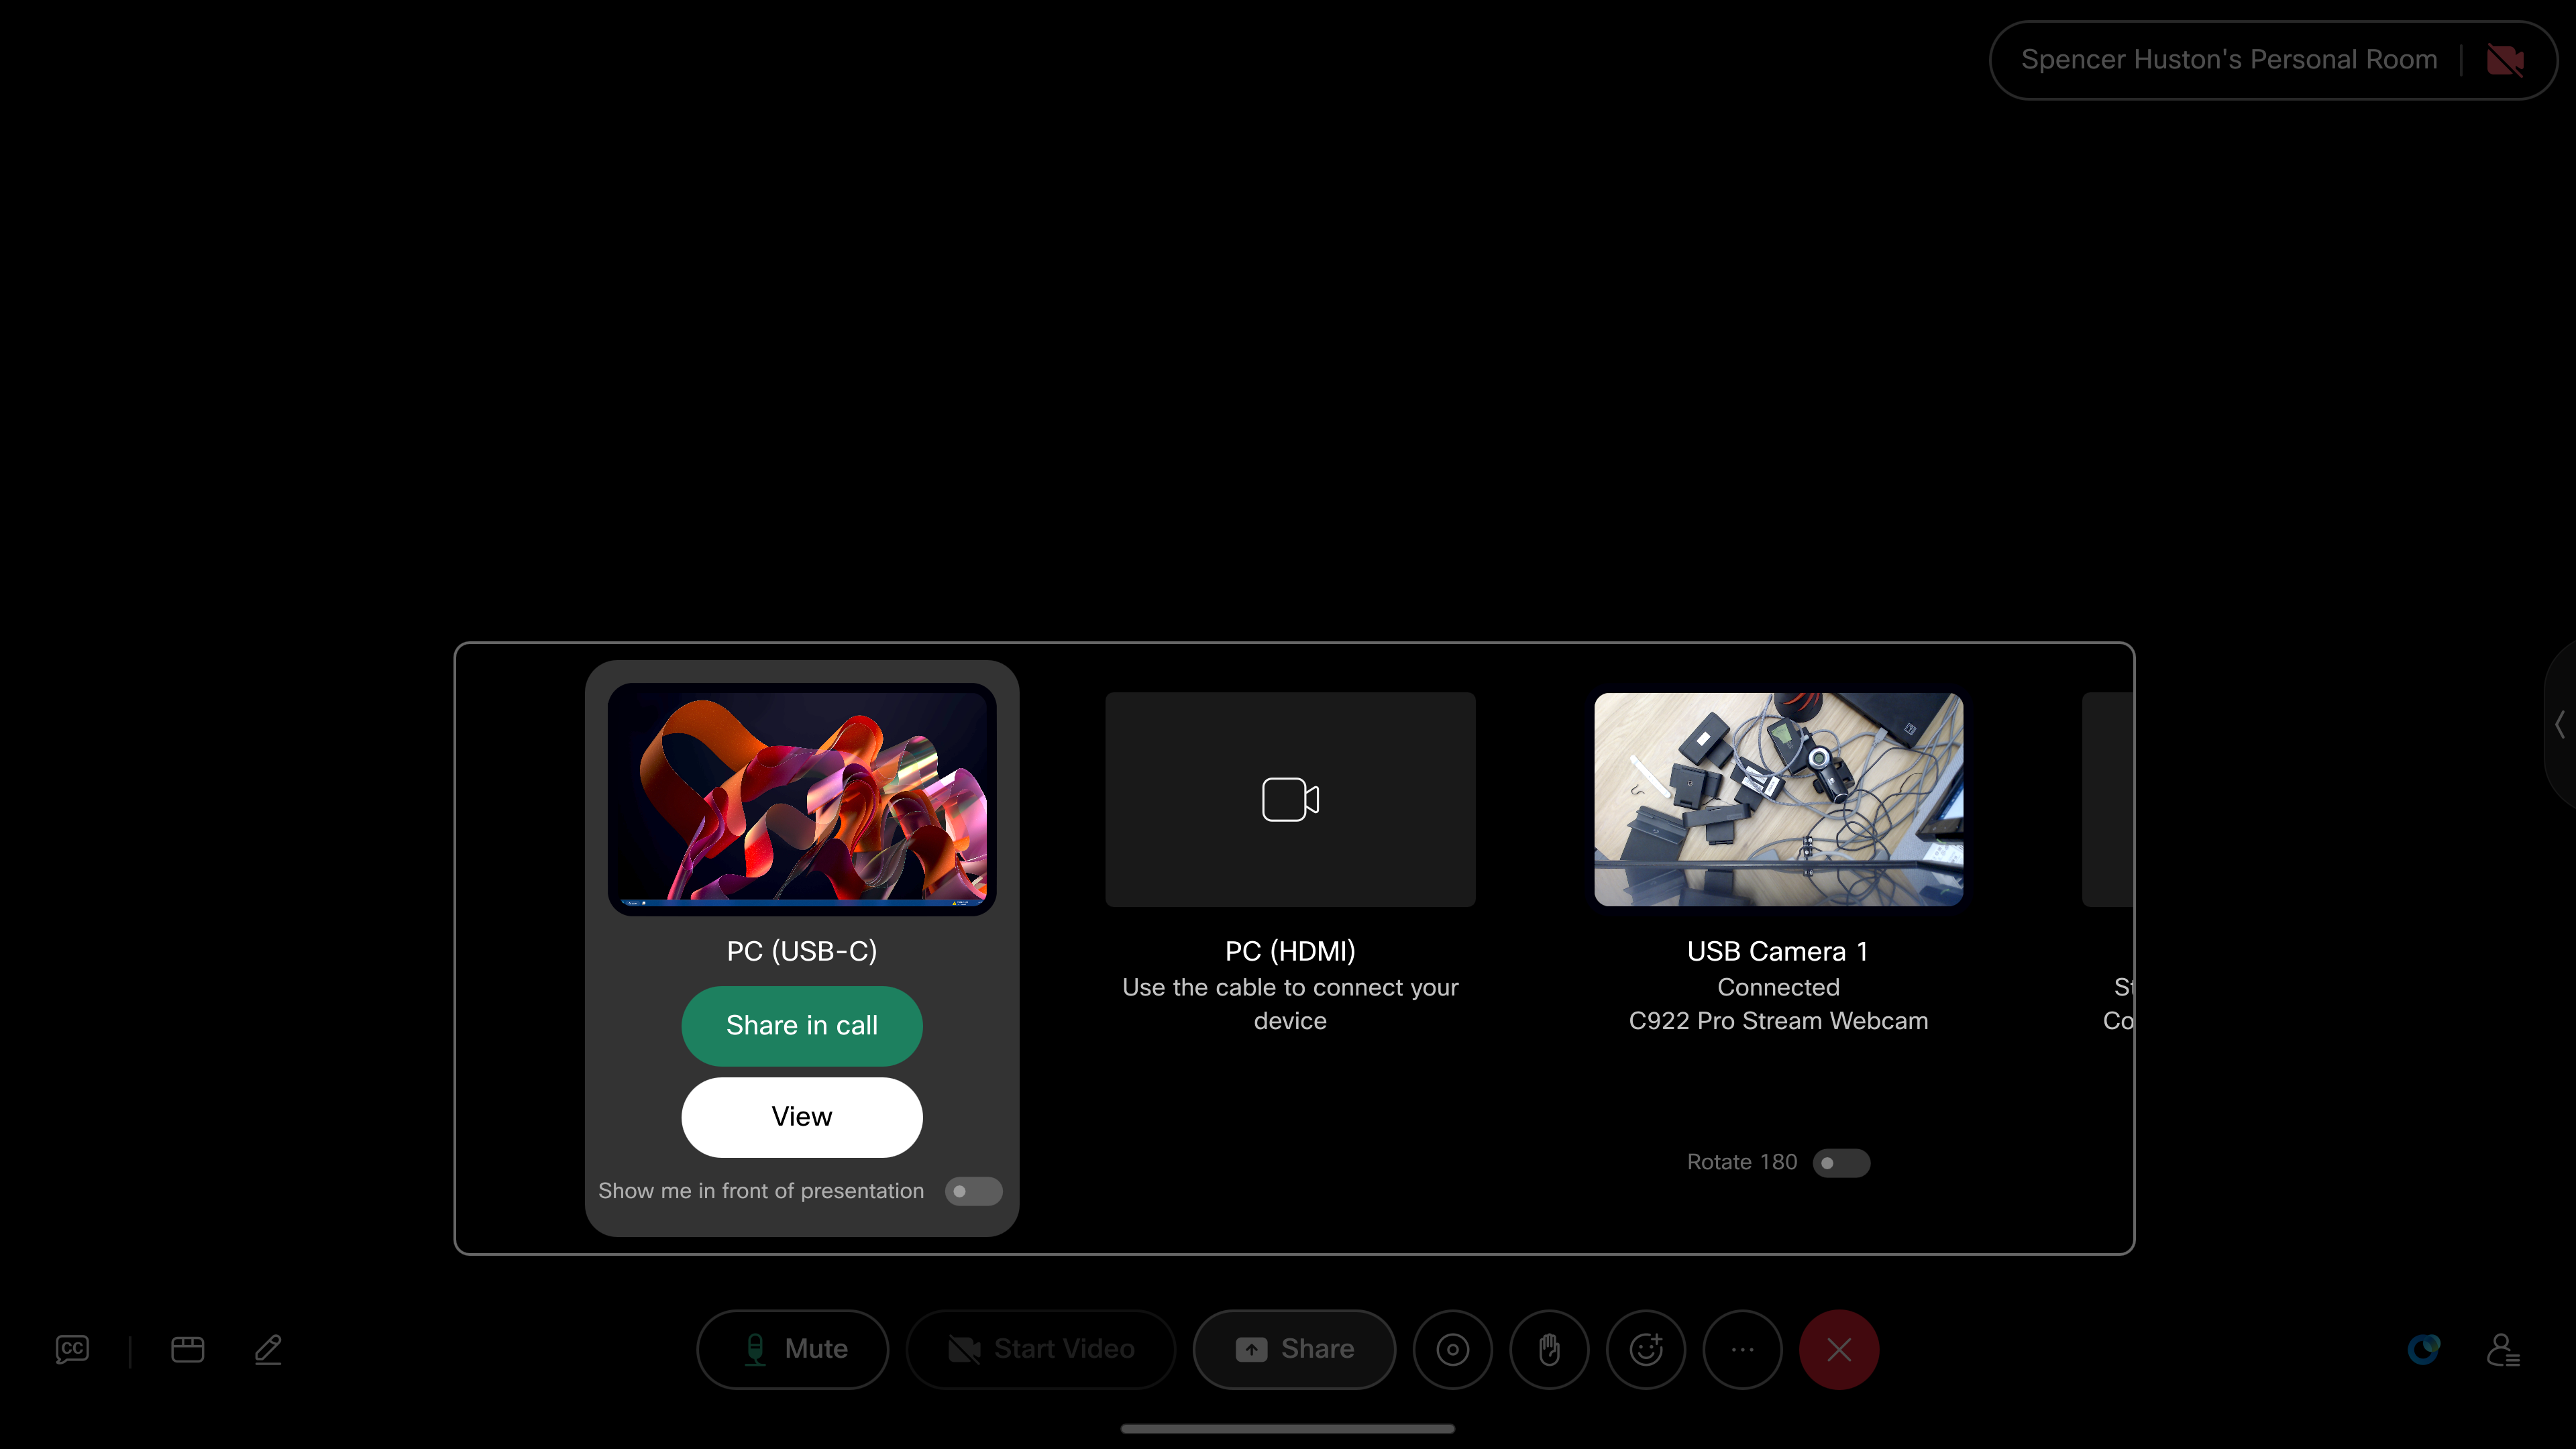 Spencer Huston's Personal Room
PC (USB-C)
Share in call
View
Show me in front of presentation
PC (HDMI)
Use the cable to connect your
device
USB Camera 1
Connected
C922 Pro Stream Webcam
Rotate 180
St
Co
CC
Mute
Start Video
Share